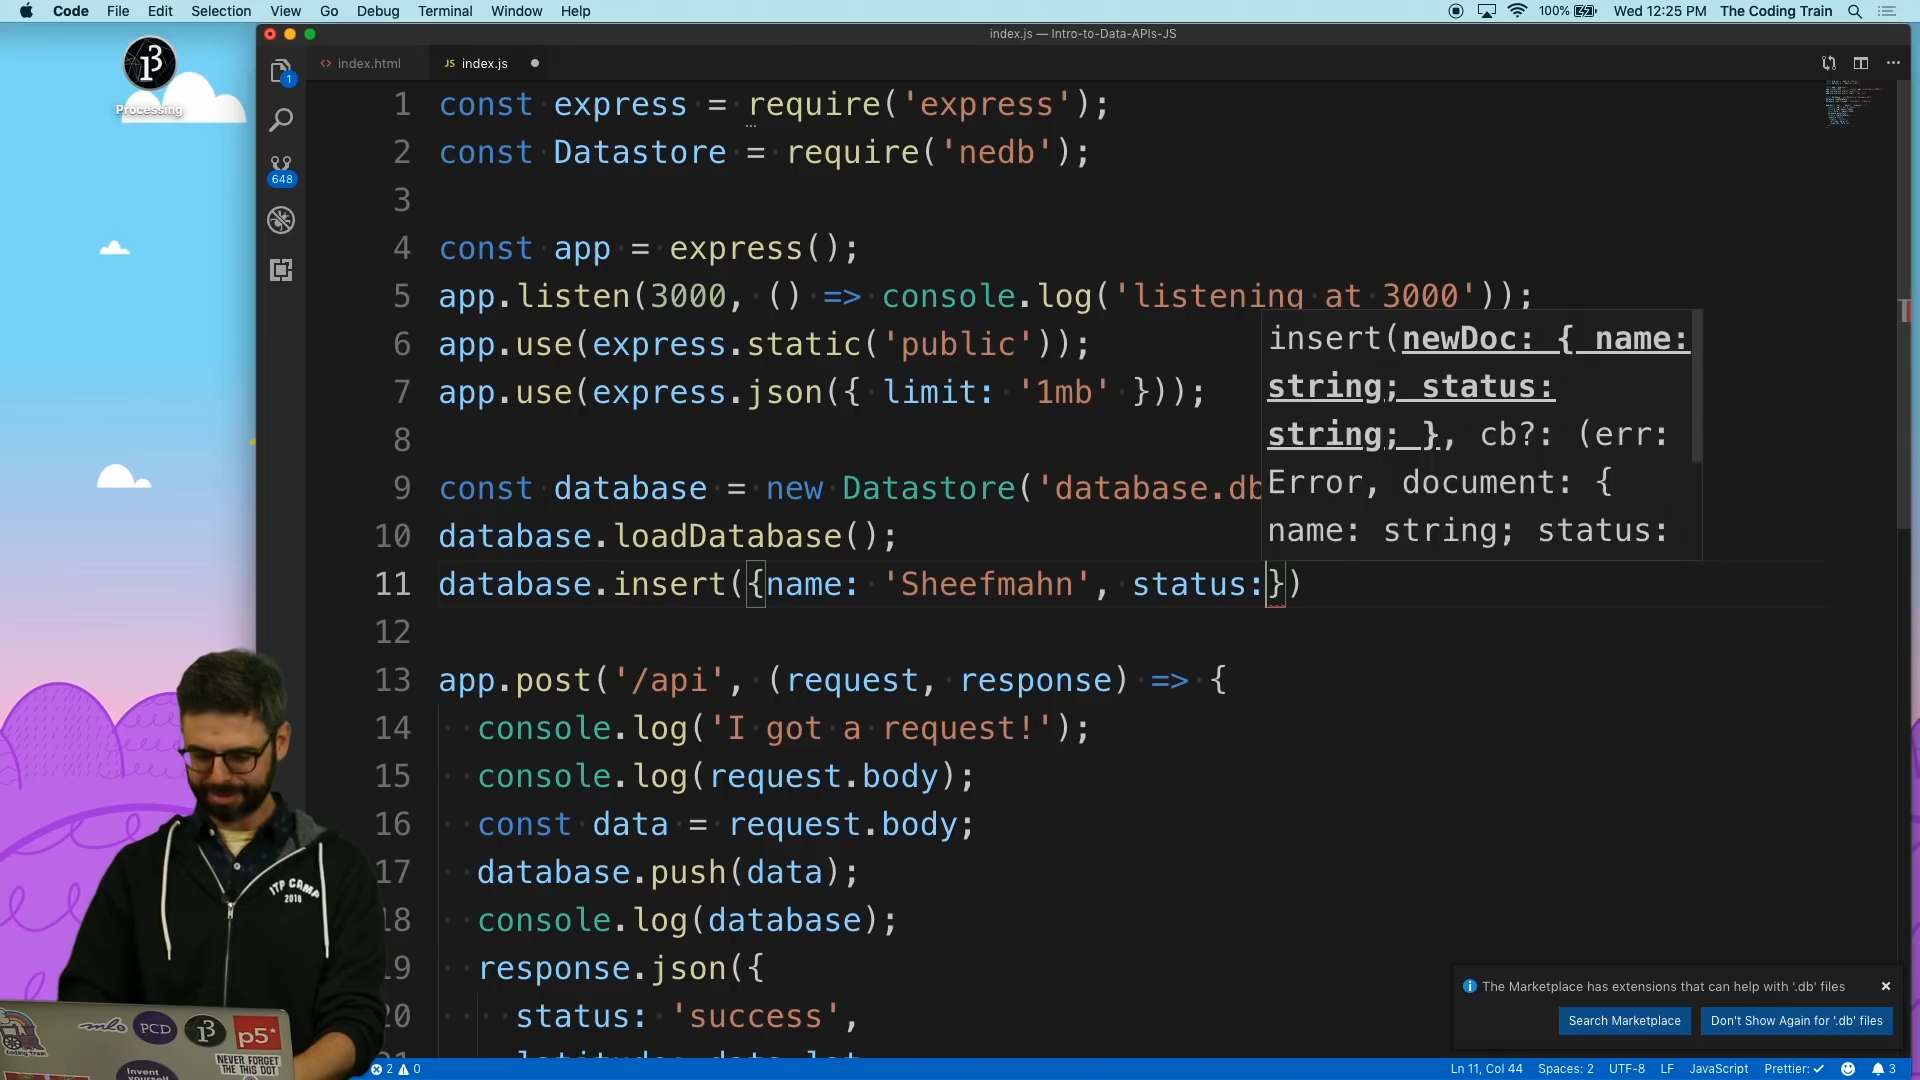 Code File Edit Selection View Go Debug Terminal Window Help
100% Wed 12:25 PM The Coding Train
Processing
index.js — Intro-to-Data-APIs-JS
index.html
JS index.js
1
648
1 const express = require('express');
2 const Datastore = require('nedb');
3
4 const app = express();
5 app.listen(3000, () => console.log('listening at 3000'));
6 app.use(express.static('public'));
7 app.use(express.json({ limit: '1mb' }));
8
9 const database = new Datastore('database.db
10 database.loadDatabase();
11 database.insert({name: 'Sheefmahn', status:})
12
13 app.post('/api', (request, response) => {
14 console.log('I got a request!');
15 console.log(request.body);
16 const data = request.body;
17 database.push(data);
18 console.log(database);
19 response.json({
20 status: 'success',
insert(newDoc: { name:
string; status:
string; }, cb?: (err:
Error, document: {
name: string; status:
The Marketplace has extensions that can help with '.db' files
Search Marketplace
Don't Show Again for '.db' files
2 0
Ln 11, Col 44 Spaces: 2 UTF-8 LF JavaScript Prettier: ✓ 3
ITP CAMP
2018
PCD
p5*
NEVER FORGET
THE THIS DOT
Coding train
Invent
yourself